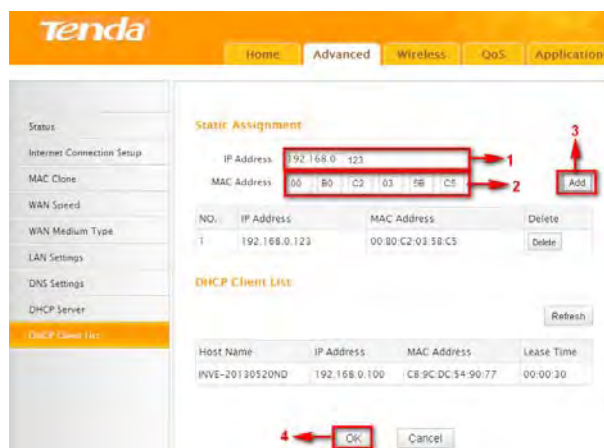 Tenda
Home Advanced Wireless QoS Application
Status
Internet Connection Setup
MAC Clone
WAN Speed
WAN Medium Type
LAN Settings
DNS Settings
DHCP Server
DHCP Client List
Static Assignment
3
IP Address 192.168.0 123
1
MAC Address 00 B0 C2 03 5B C5
2
Add
NO. IP Address MAC Address Delete
1 192.168.0.123 00:B0:C2:03:5B:C5 Delete
DHCP Client List
Refresh
Host Name IP Address MAC Address Lease Time
INVE-20130520ND 192.168.0.100 C8:9C:DC:54:90:77 00:00:30
4
OK Cancel